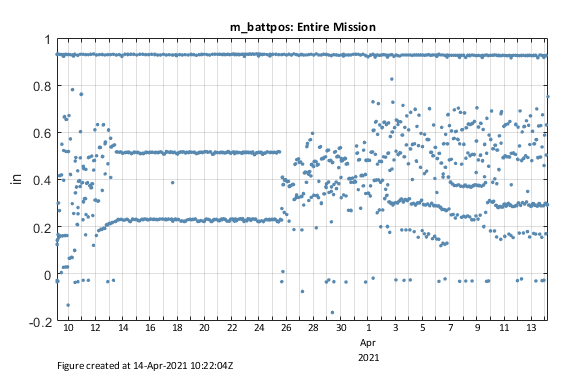 m_battpos: Entire Mission
1
0.8
0.6
0.4
0.2
0
-0.2
in
10 12 14 16 18 20 22 24 26 28 30 1 3 5 7 9 11 13
Apr
2021
Figure created at 14-Apr-2021 10:22:04Z